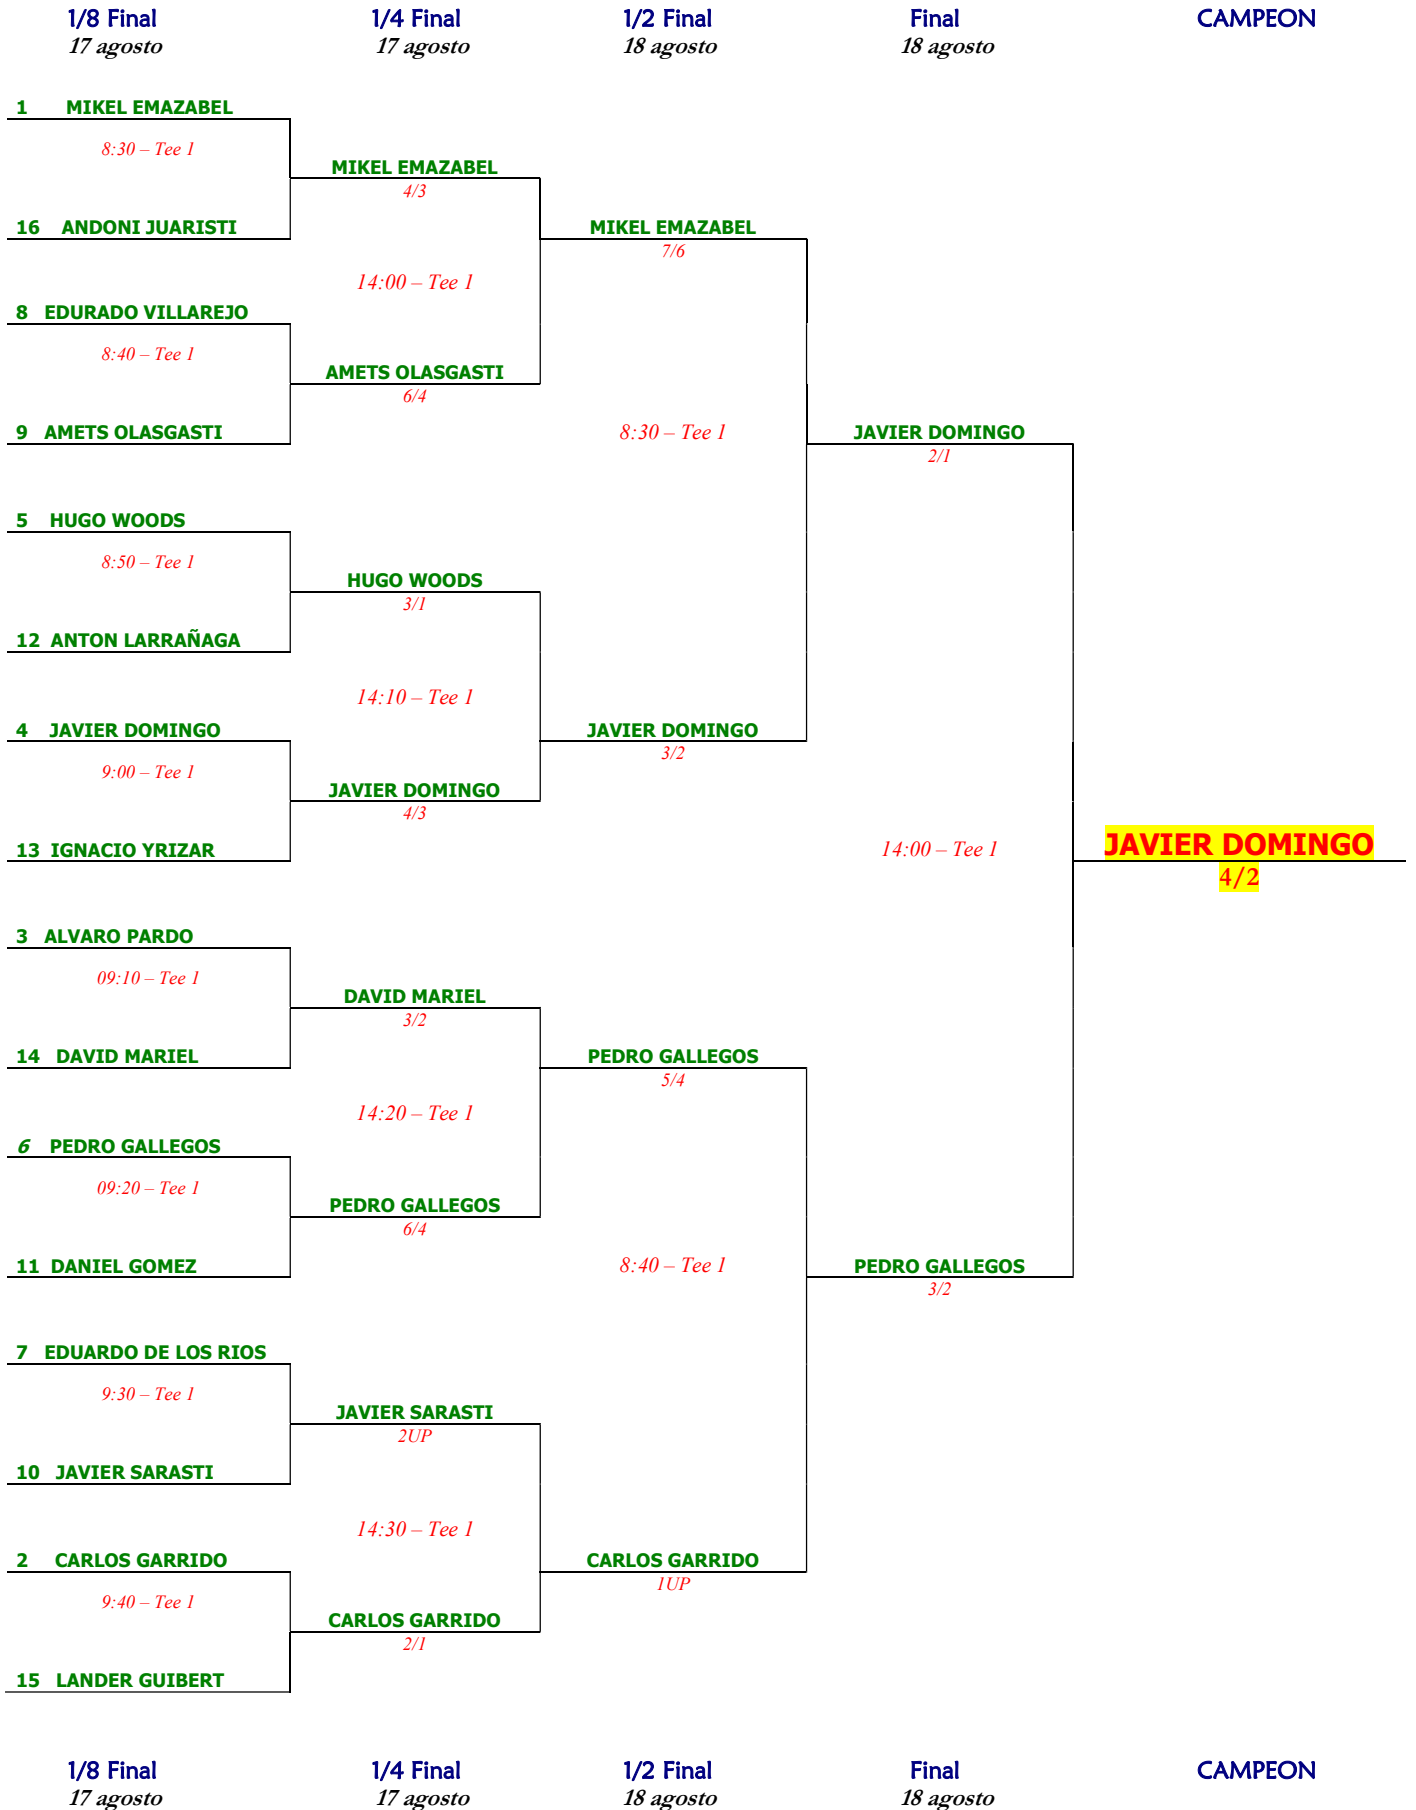 1/8 Final 1/4 Final 1/2 Final Final CAMPEON
17 agosto 17 agosto 18 agosto 18 agosto
1 MIKEL EMAZABEL
8:30 – Tee 1
MIKEL EMAZABEL
4/3
16 ANDONI JUARISTI
MIKEL EMAZABEL
7/6
14:00 – Tee 1
8 EDURADO VILLAREJO
8:40 – Tee 1
AMETS OLASGASTI
6/4
9 AMETS OLASGASTI
8:30 – Tee 1
JAVIER DOMINGO
2/1
5 HUGO WOODS
8:50 – Tee 1
HUGO WOODS
3/1
12 ANTON LARRAÑAGA
14:10 – Tee 1
4 JAVIER DOMINGO
JAVIER DOMINGO
3/2
9:00 – Tee 1
JAVIER DOMINGO
4/3
13 IGNACIO YRIZAR
14:00 – Tee 1
JAVIER DOMINGO
4/2
3 ALVARO PARDO
09:10 – Tee 1
DAVID MARIEL
3/2
14 DAVID MARIEL
PEDRO GALLEGOS
5/4
14:20 – Tee 1
6 PEDRO GALLEGOS
09:20 – Tee 1
PEDRO GALLEGOS
6/4
11 DANIEL GOMEZ
8:40 – Tee 1
PEDRO GALLEGOS
3/2
7 EDUARDO DE LOS RIOS
9:30 – Tee 1
JAVIER SARASTI
2UP
10 JAVIER SARASTI
14:30 – Tee 1
2 CARLOS GARRIDO
CARLOS GARRIDO
1UP
9:40 – Tee 1
CARLOS GARRIDO
2/1
15 LANDER GUIBERT
1/8 Final 1/4 Final 1/2 Final Final CAMPEON
17 agosto 17 agosto 18 agosto 18 agosto